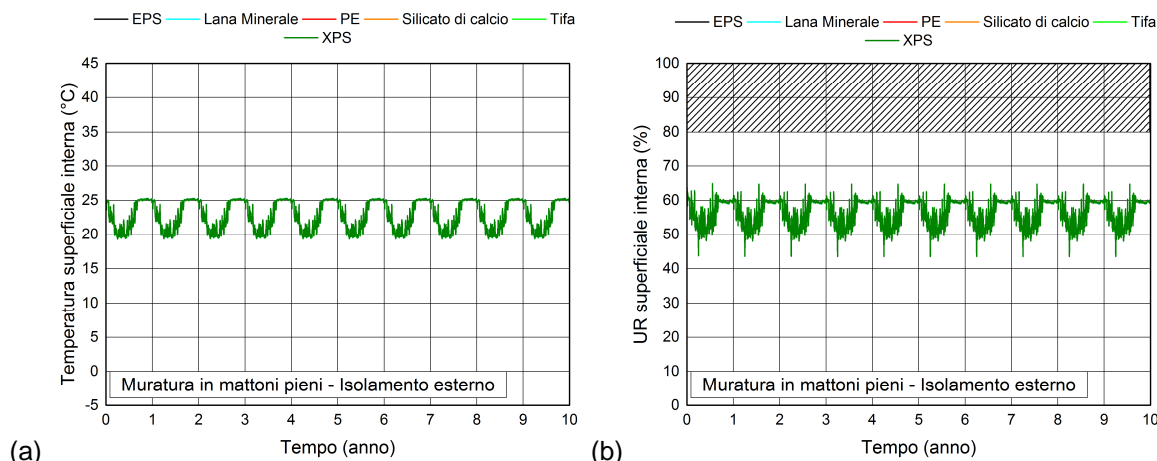 EPS Lana Minerale PE Silicato di calcio Tifa
XPS
Temperatura superficiale interna (°C)
45
40
35
30
25
20
15
10
5
0
-5
Muratura in mattoni pieni - Isolamento esterno
0 1 2 3 4 5 6 7 8 9 10
Tempo (anno)
(a)
EPS Lana Minerale PE Silicato di calcio Tifa
XPS
UR superficiale interna (%)
100
90
80
70
60
50
40
30
20
10
0
Muratura in mattoni pieni - Isolamento esterno
0 1 2 3 4 5 6 7 8 9 10
Tempo (anno)
(b)